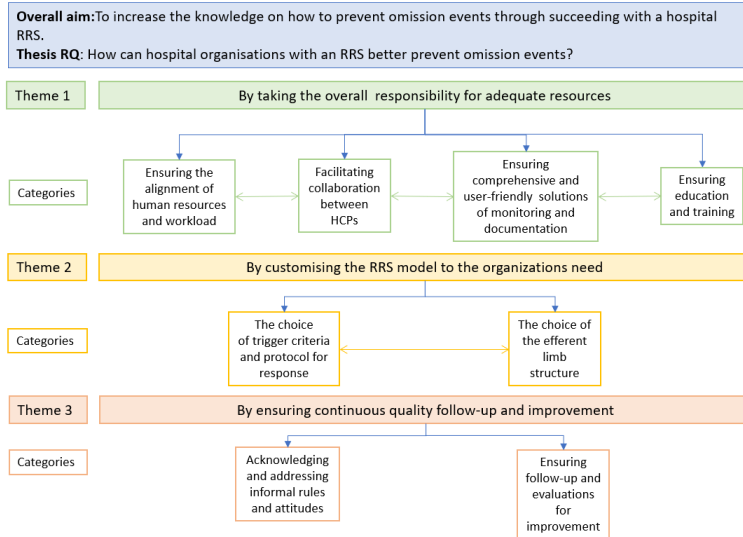 Overall aim:To increase the knowledge on how to prevent omission events through succeeding with a hospital
RRS.
Thesis RQ: How can hospital organisations with an RRS better prevent omission events?
Theme 1
By taking the overall responsibility for adequate resources
Categories
Ensuring the
alignment of
human resources
and workload
Facilitating
collaboration
between
HCPs
Ensuring
comprehensive and
user-friendly solutions
of monitoring and
documentation
Ensuring
education
and training
Theme 2
By customising the RRS model to the organizations need
Categories
The choice
of trigger criteria
and protocol for
response
The choice of
the efferent
limb
structure
Theme 3
By ensuring continuous quality follow-up and improvement
Categories
Acknowledging
and addressing
informal rules
and attitudes
Ensuring
follow-up and
evaluations
for
improvement